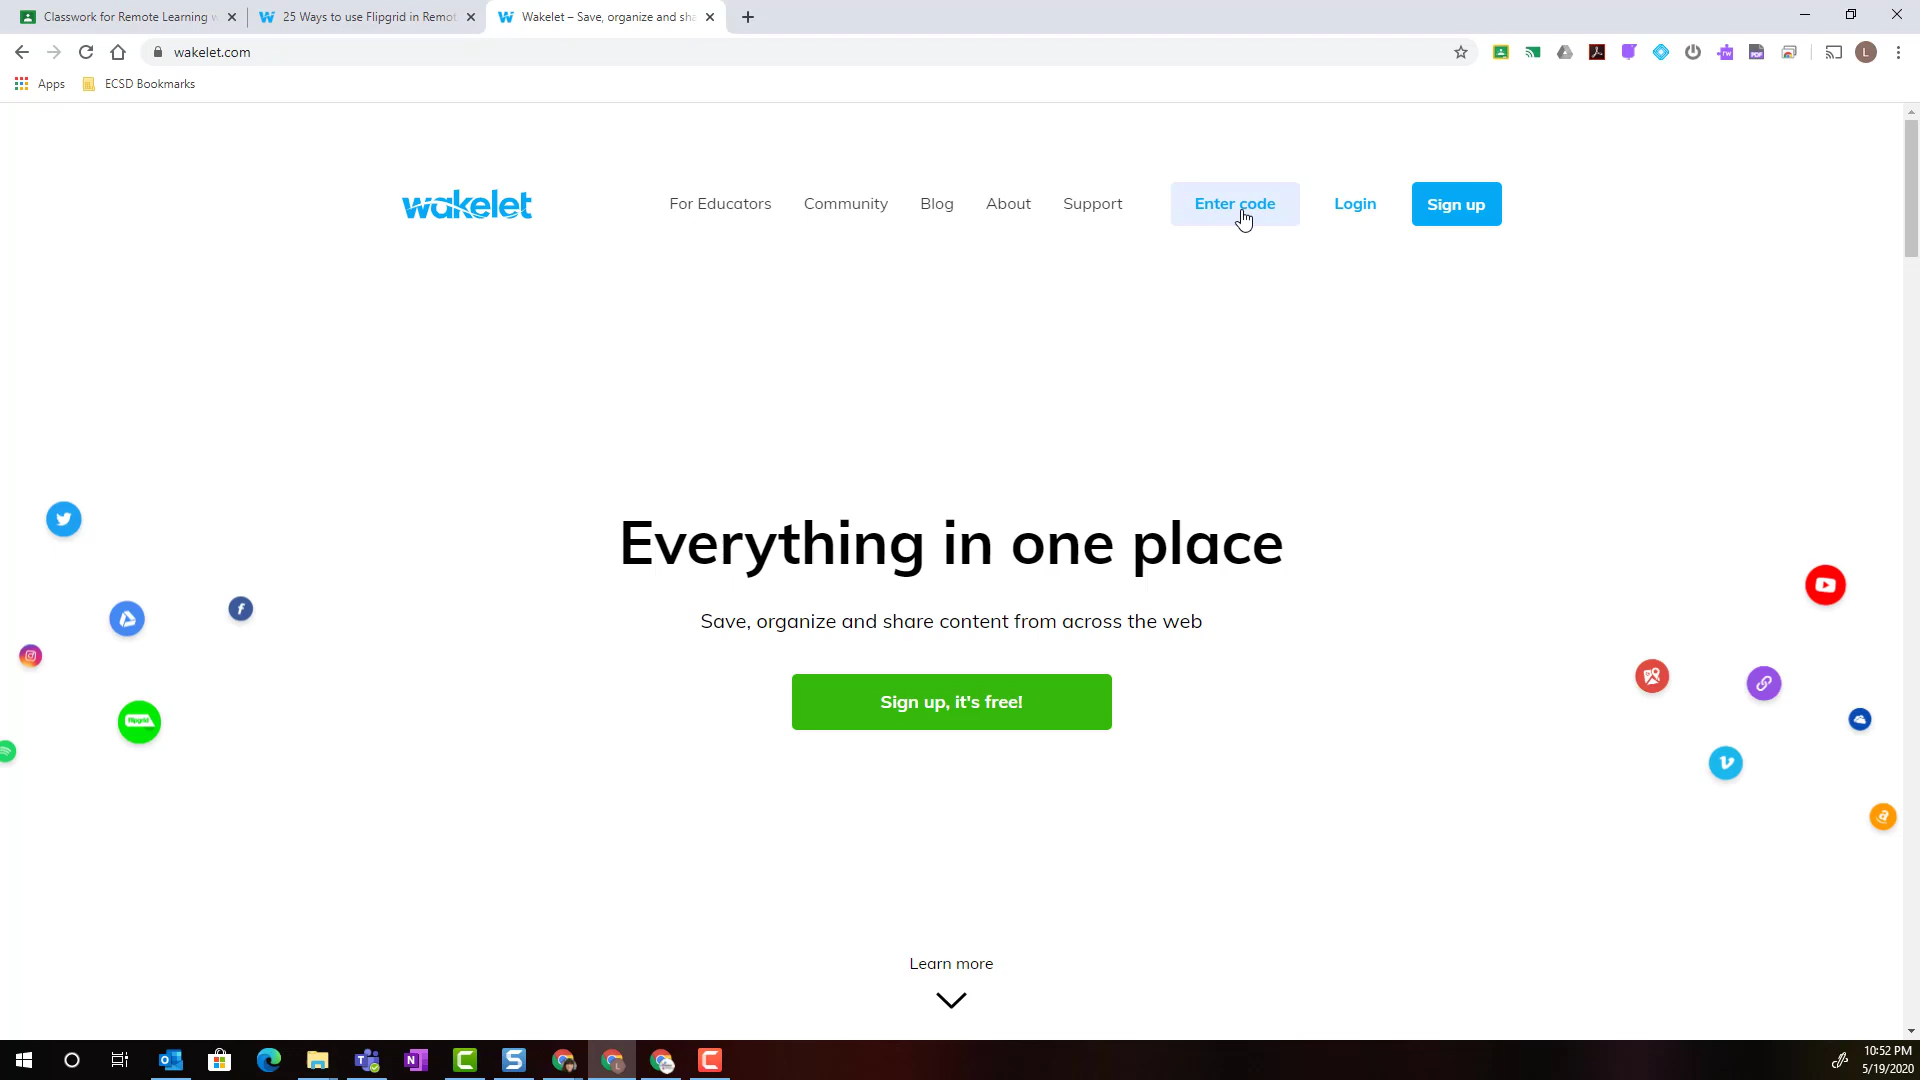 Classwork for Remote Learning
25 Ways to use Flipgrid in Remot
Wakelet – Save, organize and sha
wakelet.com
L
Apps
ECSD Bookmarks
wakelet
For Educators
Community
Blog
About
Support
Enter code
Login
Sign up
Everything in one place
Save, organize and share content from across the web
Sign up, it's free!
Flipgrid
Learn more
10:52 PM
5/19/2020